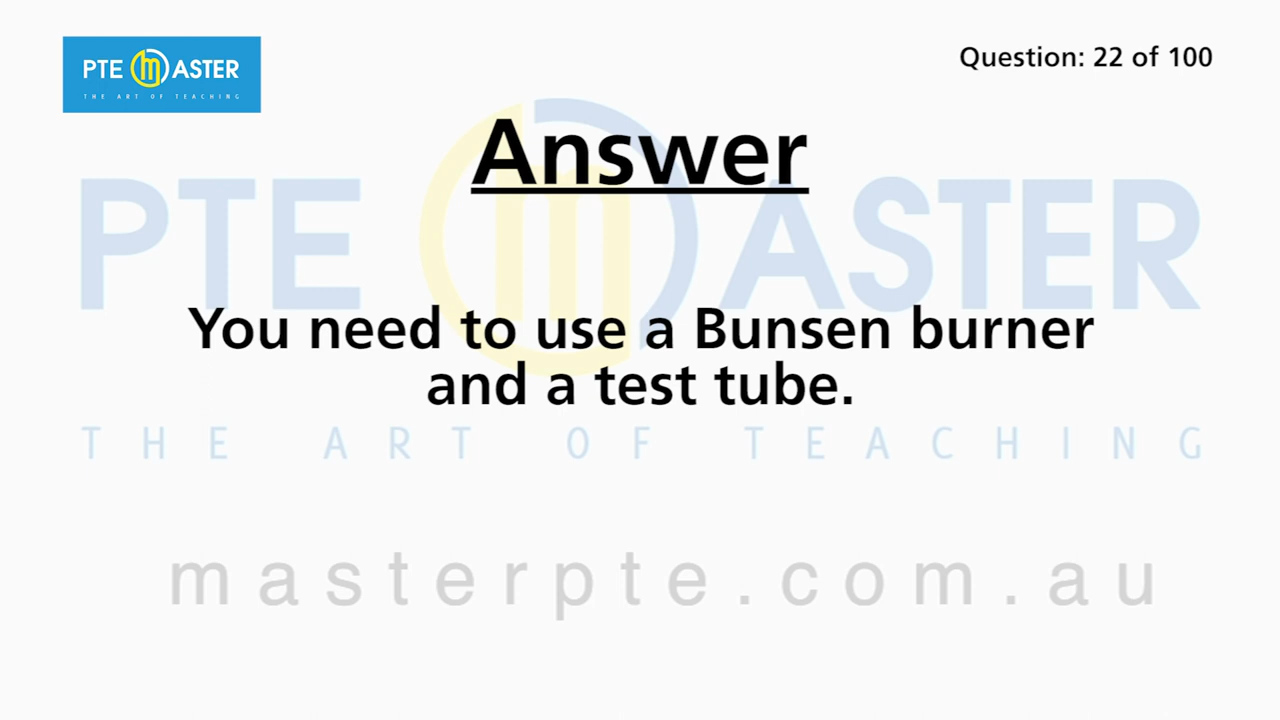 PTE MASTER
THE ART OF TEACHING
Question: 22 of 100
Answer
PTE MASTER
You need to use a Bunsen burner
and a test tube.
THE ART OF TEACHING
masterpte.com.au